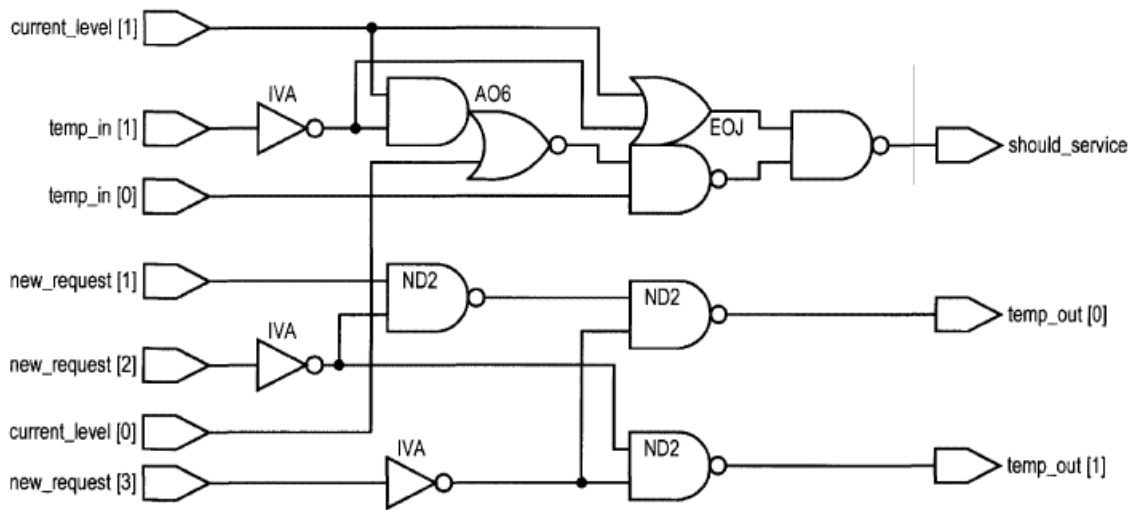 current_level [1]
IVA
AO6
temp_in [1]
EOJ
should_service
temp_in [0]
new_request [1]
ND2
ND2
IVA
temp_out [0]
new_request [2]
current_level [0]
IVA
ND2
new_request [3]
temp_out [1]